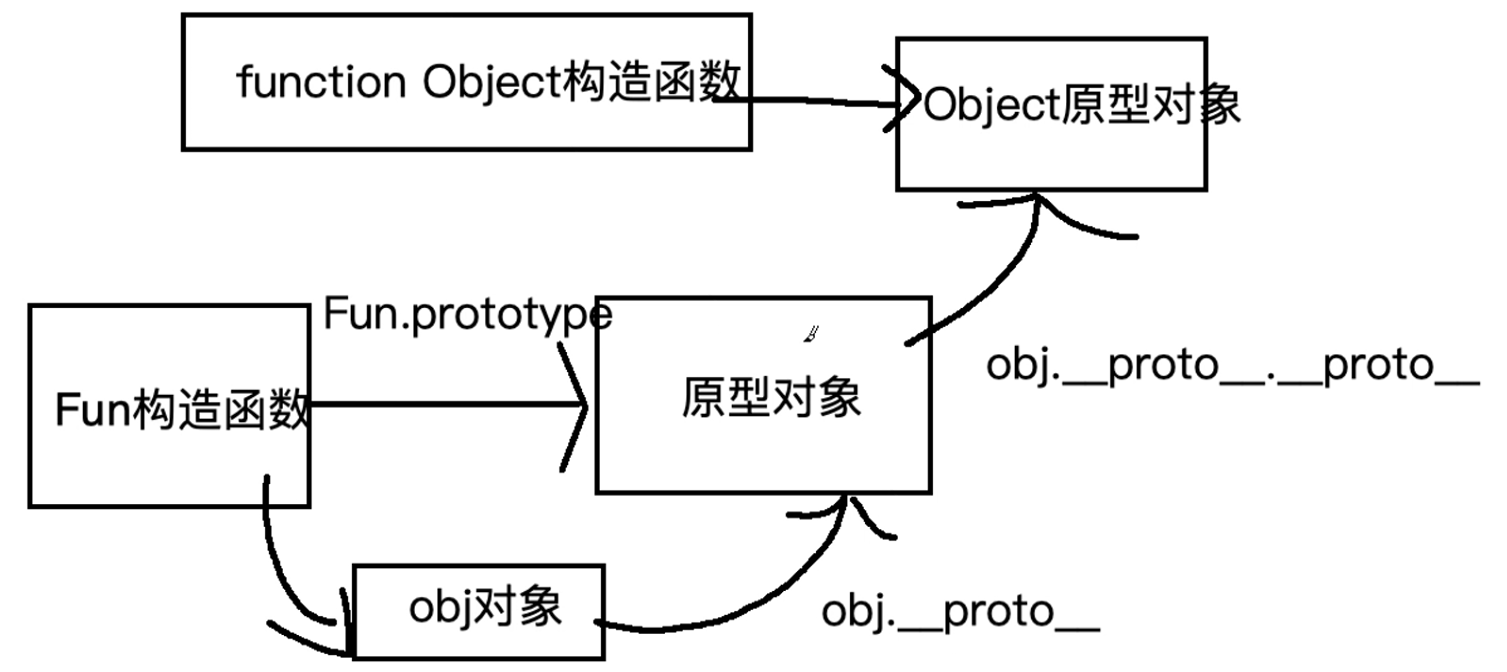 function Object构造函数
Object原型对象
Fun.prototype
Fun构造函数
原型对象
obj.__proto__.__proto__
obj对象
obj.__proto__